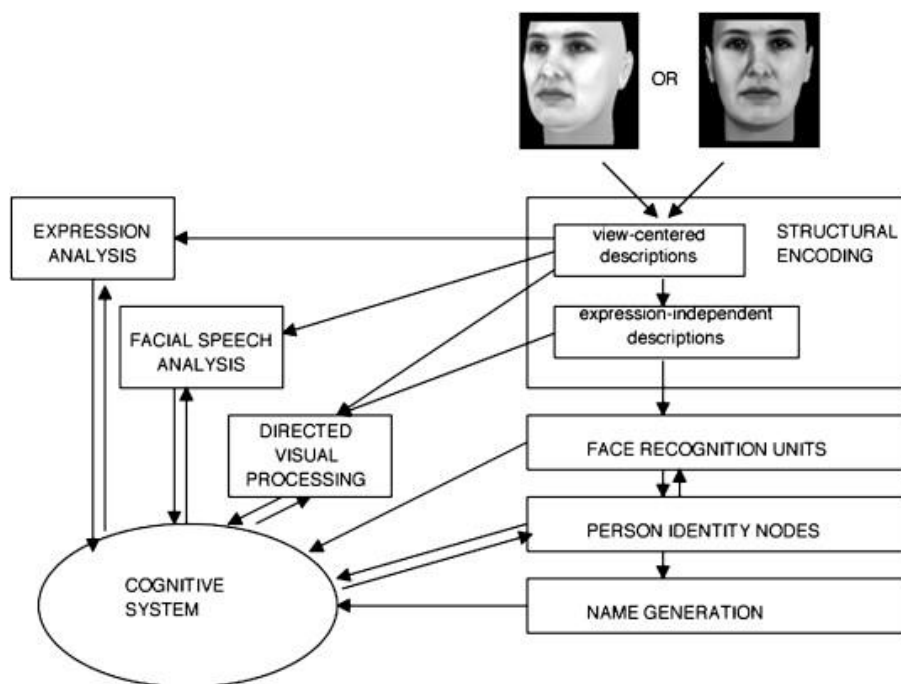 OR
STRUCTURAL
ENCODING
view-centered
descriptions
expression-independent
descriptions
EXPRESSION
ANALYSIS
FACIAL SPEECH
ANALYSIS
DIRECTED
VISUAL
PROCESSING
FACE RECOGNITION UNITS
PERSON IDENTITY NODES
NAME GENERATION
COGNITIVE
SYSTEM